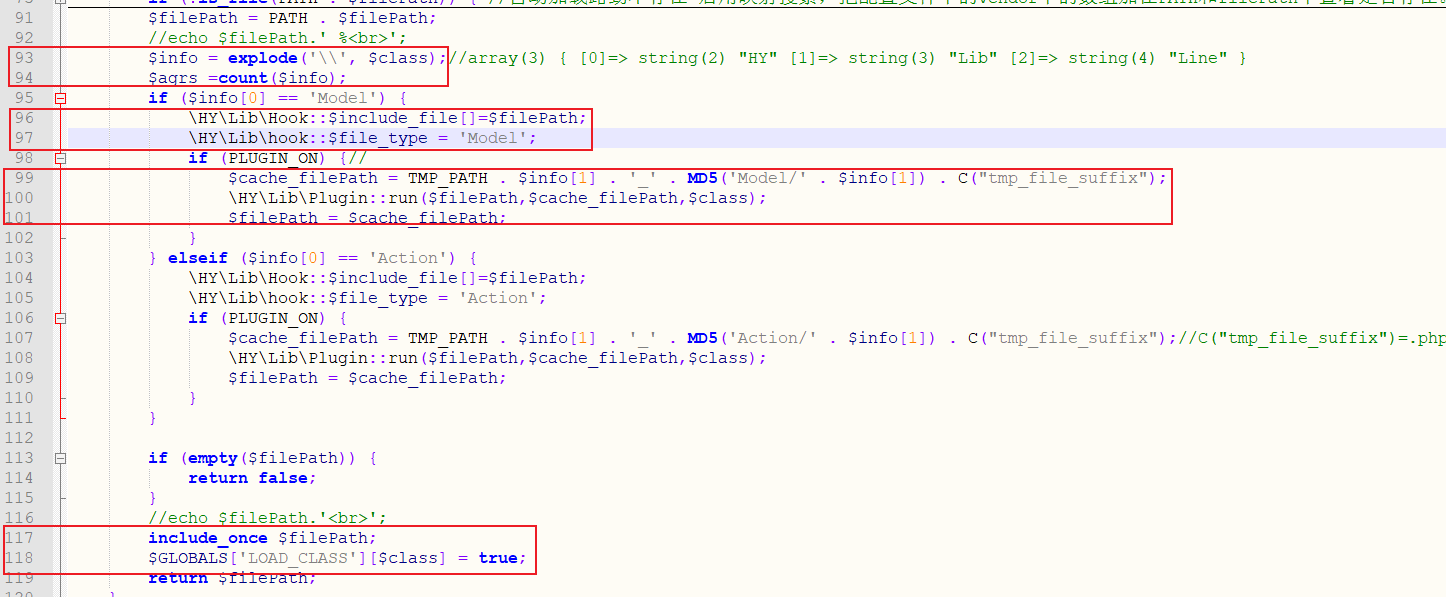 91 $filePath = PATH . $filePath;
92 //echo $filePath.' %<br>';
93 $info = explode('\\', $class);//array(3) { [0]=> string(2) "HY" [1]=> string(3) "Lib" [2]=> string(4) "Line" }
94 $aqrs =count($info);
95 if ($info[0] == 'Model') {
96 \HY\Lib\Hook::$include_file[]=$filePath;
97 \HY\Lib\hook::$file_type = 'Model';
98 if (PLUGIN_ON) {//
99 $cache_filePath = TMP_PATH . $info[1] . '_' . MD5('Model/' . $info[1]) . C("tmp_file_suffix");
100 \HY\Lib\Plugin::run($filePath,$cache_filePath,$class);
101 $filePath = $cache_filePath;
102 }
103 } elseif ($info[0] == 'Action') {
104 \HY\Lib\Hook::$include_file[]=$filePath;
105 \HY\Lib\hook::$file_type = 'Action';
106 if (PLUGIN_ON) {
107 $cache_filePath = TMP_PATH . $info[1] . '_' . MD5('Action/' . $info[1]) . C("tmp_file_suffix");//C("tmp_file_suffix")=.php
108 \HY\Lib\Plugin::run($filePath,$cache_filePath,$class);
109 $filePath = $cache_filePath;
110 }
111 }
112
113 if (empty($filePath)) {
114 return false;
115 }
116 //echo $filePath.'<br>';
117 include_once $filePath;
118 $GLOBALS['LOAD_CLASS'][$class] = true;
119 return $filePath;